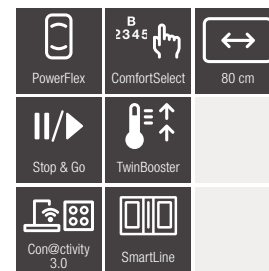 B
2345
PowerFlex
ComfortSelect
80 cm
Stop & Go
TwinBooster
Con@ctivity
3.0
SmartLine